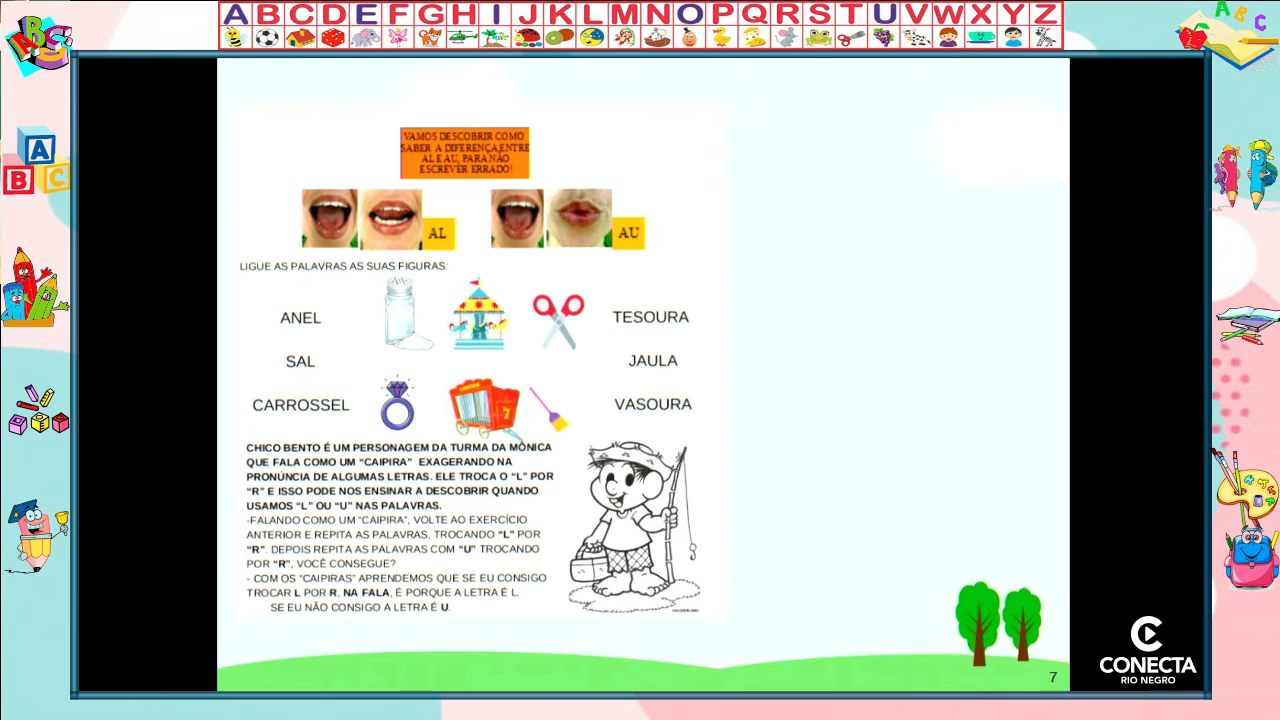 A B C D E F G H I J K L M N O P Q R S T U V W X Y Z
ABC
A
B C
A B C
VAMOS DESCOBRIR COMO
SABER A DIFERENÇA ENTRE
AL E AU, PARA NÃO
ESCREVER ERRADO!
AL
AU
LIGUE AS PALAVRAS AS SUAS FIGURAS:
ANEL
TESOURA
SAL
JAULA
CARROSSEL
7
VASOURA
CHICO BENTO É UM PERSONAGEM DA TURMA DA MÔNICA
QUE FALA COMO UM "CAIPIRA" EXAGERANDO NA
PRONÚNCIA DE ALGUMAS LETRAS. ELE TROCA O "L" POR
"R" E ISSO PODE NOS ENSINAR A DESCOBRIR QUANDO
USAMOS "L" OU "U" NAS PALAVRAS.
-FALANDO COMO UM "CAIPIRA", VOLTE AO EXERCÍCIO
ANTERIOR E REPITA AS PALAVRAS, TROCANDO "L" POR
"R". DEPOIS REPITA AS PALAVRAS COM "U" TROCANDO
POR "R", VOCÊ CONSEGUE?
- COM OS "CAIPIRAS" APRENDEMOS QUE SE EU CONSIGO
TROCAR L POR R, NA FALA, É PORQUE A LETRA É L.
SE EU NÃO CONSIGO A LETRA É U.
7
CONECTA
RIO NEGRO